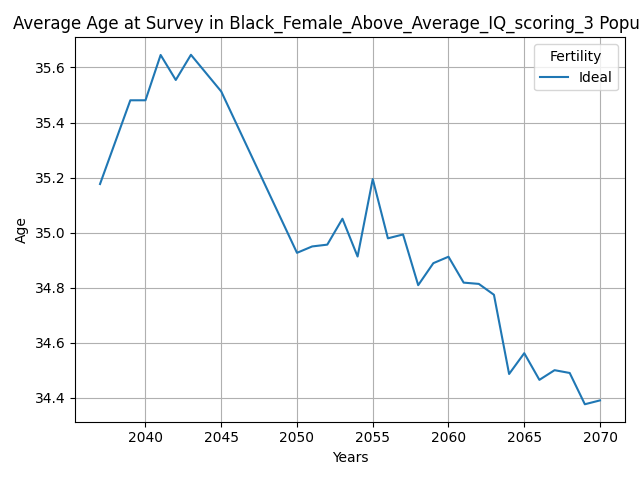 Average Age at Survey in Black_Female_Above_Average_IQ_scoring_3 Popu
Fertility
Ideal
Age
35.6
35.4
35.2
35.0
34.8
34.6
34.4
2040 2045 2050 2055 2060 2065 2070
Years